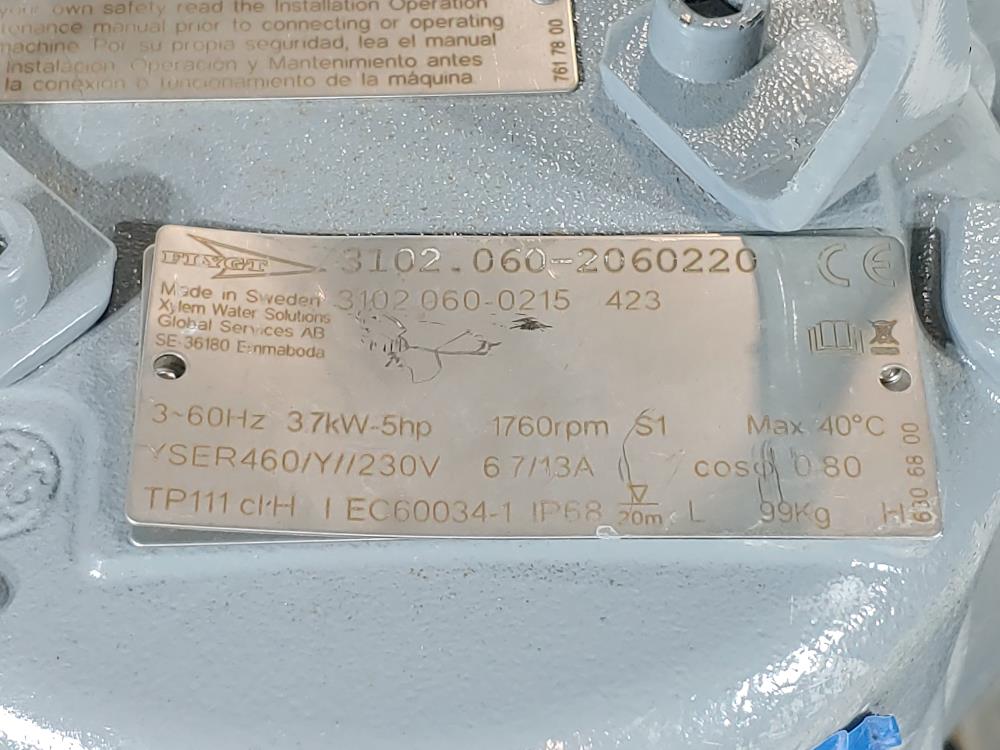 your own safety read the Installation Operation
tenance manual prior to connecting or operating
machine Por su propia seguridad, lea el manual
Instalación, Operación y Mantenimiento antes
la conexión o funcionamiento de la máquina
761 78 00
FLYGT 3102.060-2060220 CE
Made in Sweden 3102.060-0215 423
Xylem Water Solutions
Global Services AB
SE-36180 Emmaboda
3~60Hz 3.7kW-5hp 1760rpm S1 Max 40°C
YSER460/Y//230V 6.7/13A cosφ 0.80
TP111 cl.H IEC60034-1 IP68 20m L 99Kg H
630 68 00